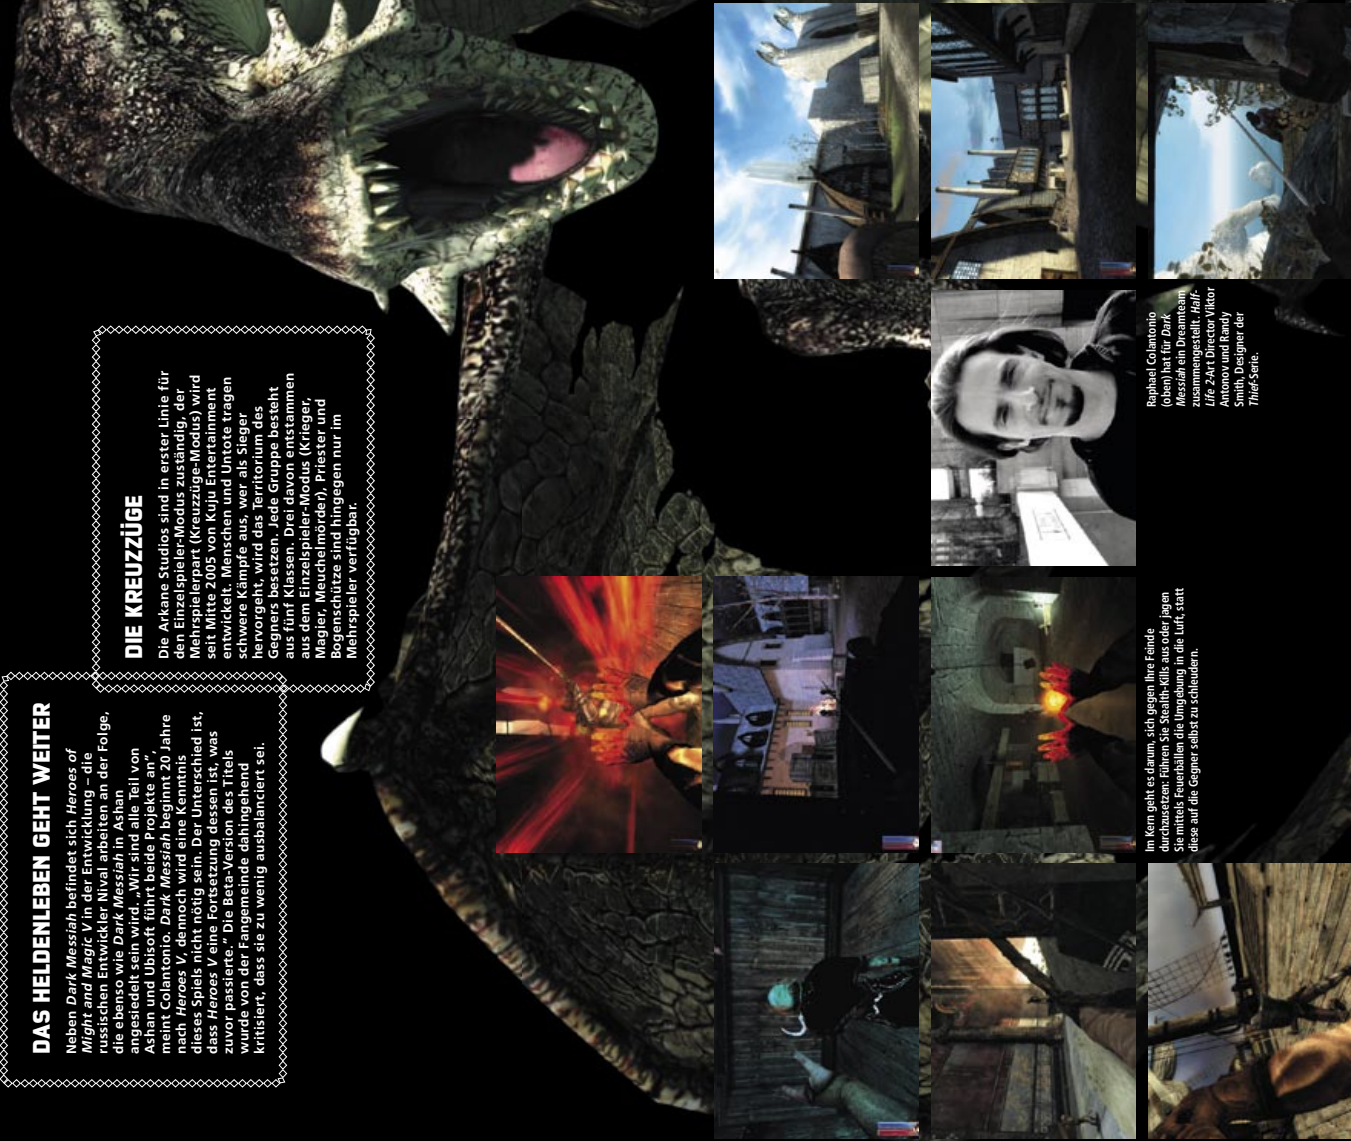 DAS HELDENLEBEN GEHT WEITER
Neben Dark Messiah befindet sich Heroes of
Might and Magic V in der Entwicklung – die
russischen Entwickler Nival arbeiten an der Folge,
die ebenso wie Dark Messiah in Ashan
angesiedelt sein wird. „Wir sind alle Teil von
Ashan und Ubisoft führt beide Projekte an“,
meint Colantonio. Dark Messiah beginnt 20 Jahre
nach Heroes V, dennoch wird eine Kenntnis
dieses Spiels nicht nötig sein. Der Unterschied ist,
dass Heroes V eine Fortsetzung dessen ist, was
zuvor passierte.“ Die Beta-Version des Titels
wurde von der Fangemeinde dahingehend
kritisiert, dass sie zu wenig ausbalanciert sei.
DIE KREUZZÜGE
Die Arkane Studios sind in erster Linie für
den Einzelspieler-Modus zuständig, der
Mehrspielerpart (Kreuzzüge-Modus) wird
seit Mitte 2005 von Kuju Entertainment
entwickelt. Menschen und Untote tragen
schwere Kämpfe aus, wer als Sieger
hervorgeht, wird das Territorium des
Gegners besetzen. Jede Gruppe besteht
aus fünf Klassen. Drei davon entstammen
aus dem Einzelspieler-Modus (Krieger,
Magier, Meuchelmörder), Priester und
Bogenschütze sind hingegen nur im
Mehrspieler verfügbar.
Im Kern geht es darum, sich gegen Ihre Feinde
durchzusetzen: Führen Sie Stealth-Kills aus oder jagen
Sie mittels Feuerbällen die Umgebung in die Luft, statt
diese auf die Gegner selbst zu schleudern.
Raphael Colantonio
(oben) hat für Dark
Messiah ein Dreamteam
zusammengestellt. Half-
Life 2-Art Director Viktor
Antonov und Randy
Smith, Designer der
Thief-Serie.